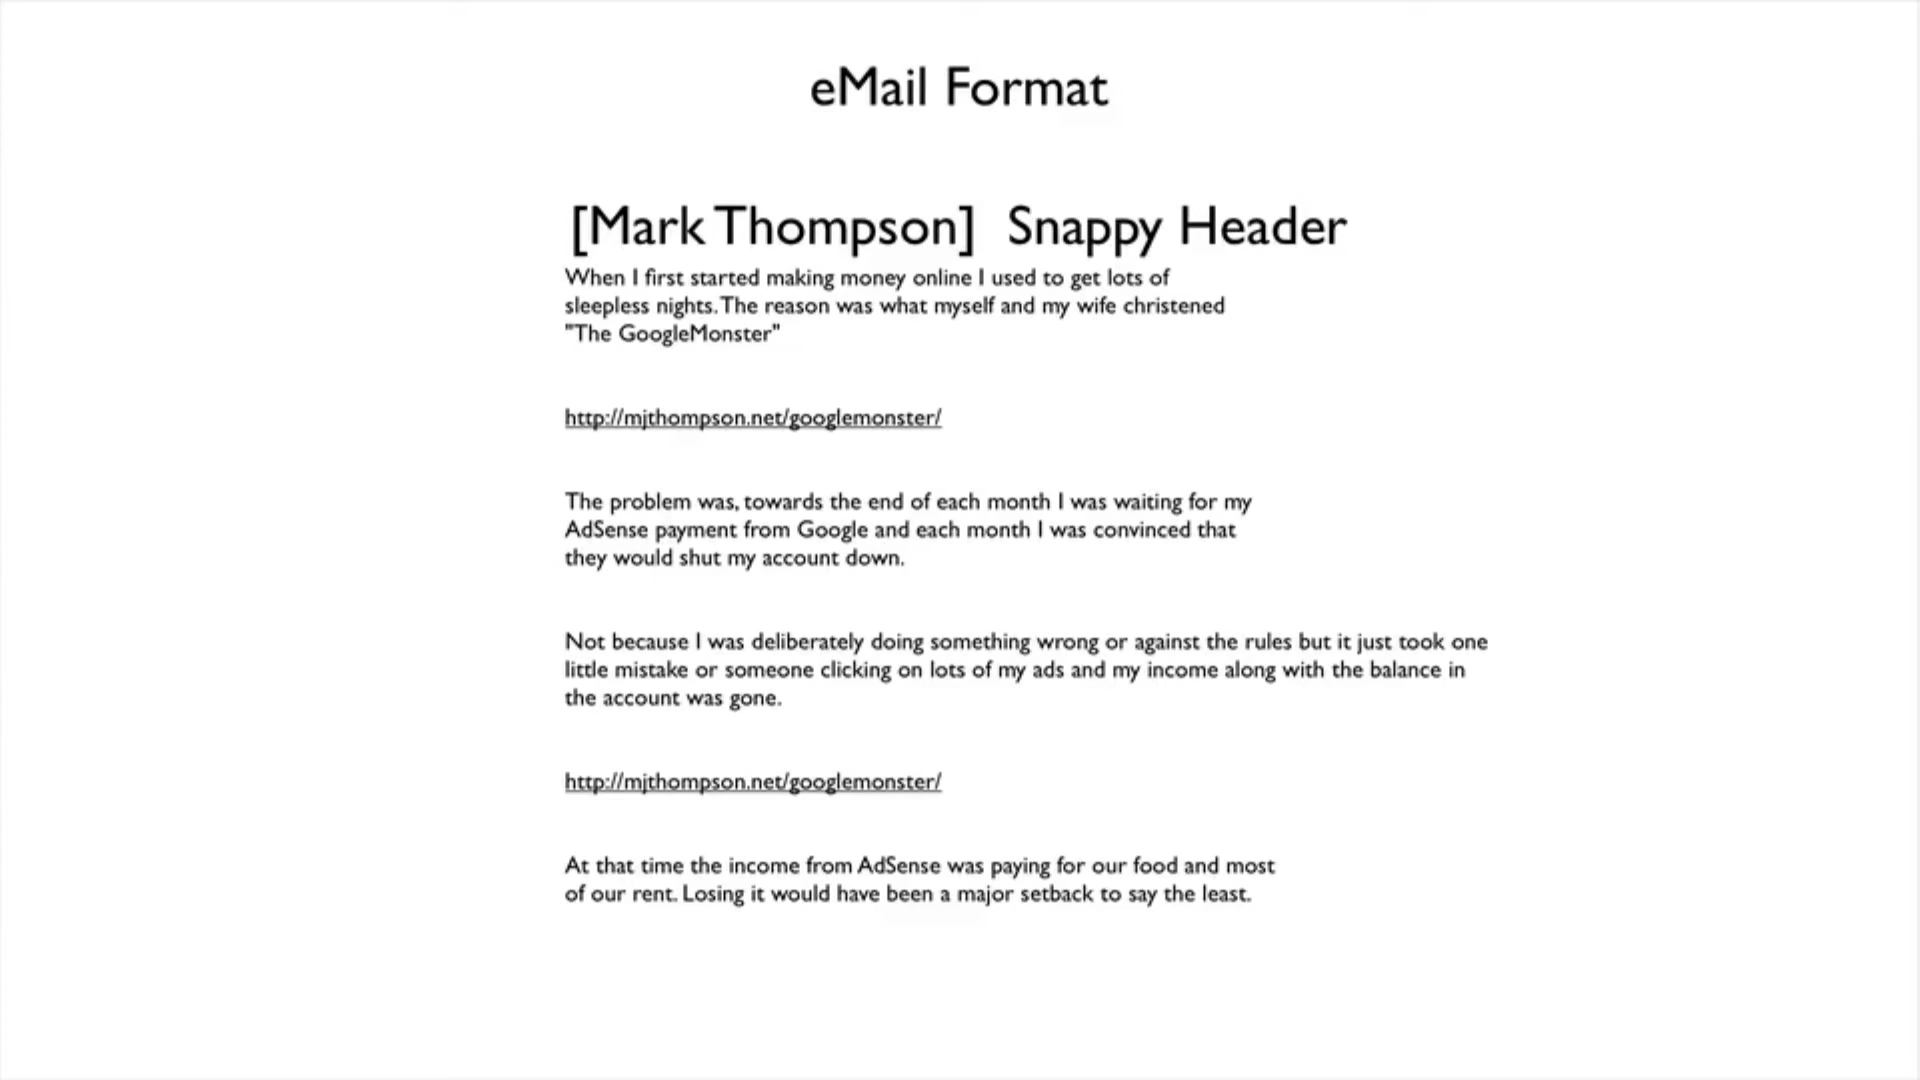 eMail Format
[Mark Thompson]  Snappy Header
When I first started making money online I used to get lots of
sleepless nights. The reason was what myself and my wife christened
"The GoogleMonster"
http://mjthompson.net/googlemonster/
The problem was, towards the end of each month I was waiting for my
AdSense payment from Google and each month I was convinced that
they would shut my account down.
Not because I was deliberately doing something wrong or against the rules but it just took one
little mistake or someone clicking on lots of my ads and my income along with the balance in
the account was gone.
http://mjthompson.net/googlemonster/
At that time the income from AdSense was paying for our food and most
of our rent. Losing it would have been a major setback to say the least.